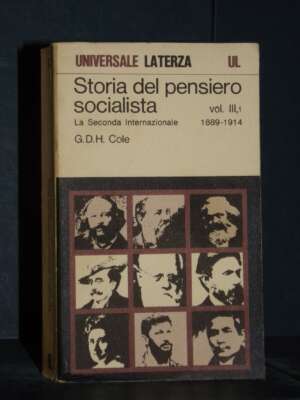 UNIVERSALE LATERZA UL
Storia del pensiero
socialista vol. III,1
La Seconda Internazionale 1889-1914
G.D.H. Cole